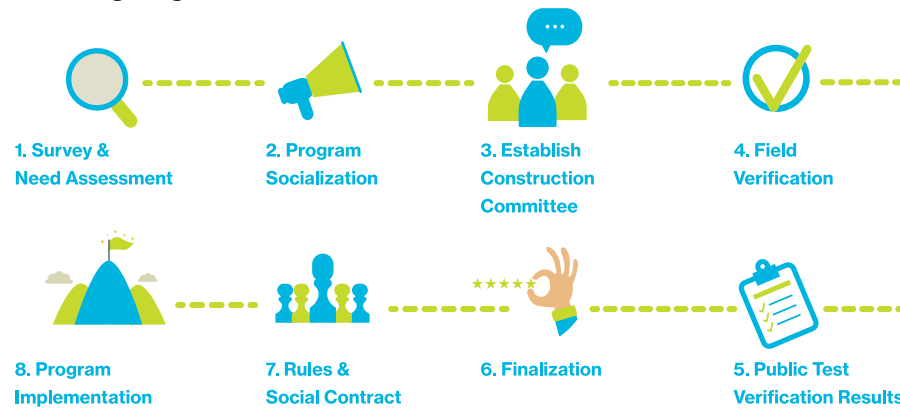 1. Survey &
Need Assessment
2. Program
Socialization
3. Establish
Construction
Committee
4. Field
Verification
8. Program
Implementation
7. Rules &
Social Contract
6. Finalization
5. Public Test
Verification Results